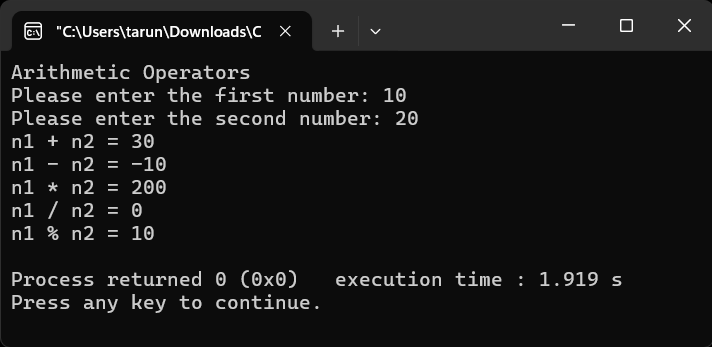 "C:\Users\tarun\Downloads\C
Arithmetic Operators
Please enter the first number: 10
Please enter the second number: 20
n1 + n2 = 30
n1 - n2 = -10
n1 * n2 = 200
n1 / n2 = 0
n1 % n2 = 10
Process returned 0 (0x0)   execution time : 1.919 s
Press any key to continue.